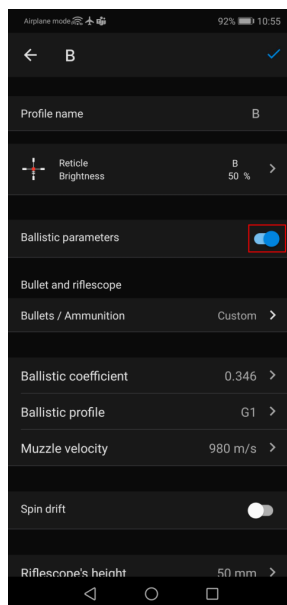 Airplane mode 92% 10:55
B
Profile name B
Reticle B
Brightness 50 %
Ballistic parameters
Bullet and riflescope
Bullets / Ammunition Custom
Ballistic coefficient 0.346
Ballistic profile G1
Muzzle velocity 980 m/s
Spin drift
Riflescope's height 50 mm